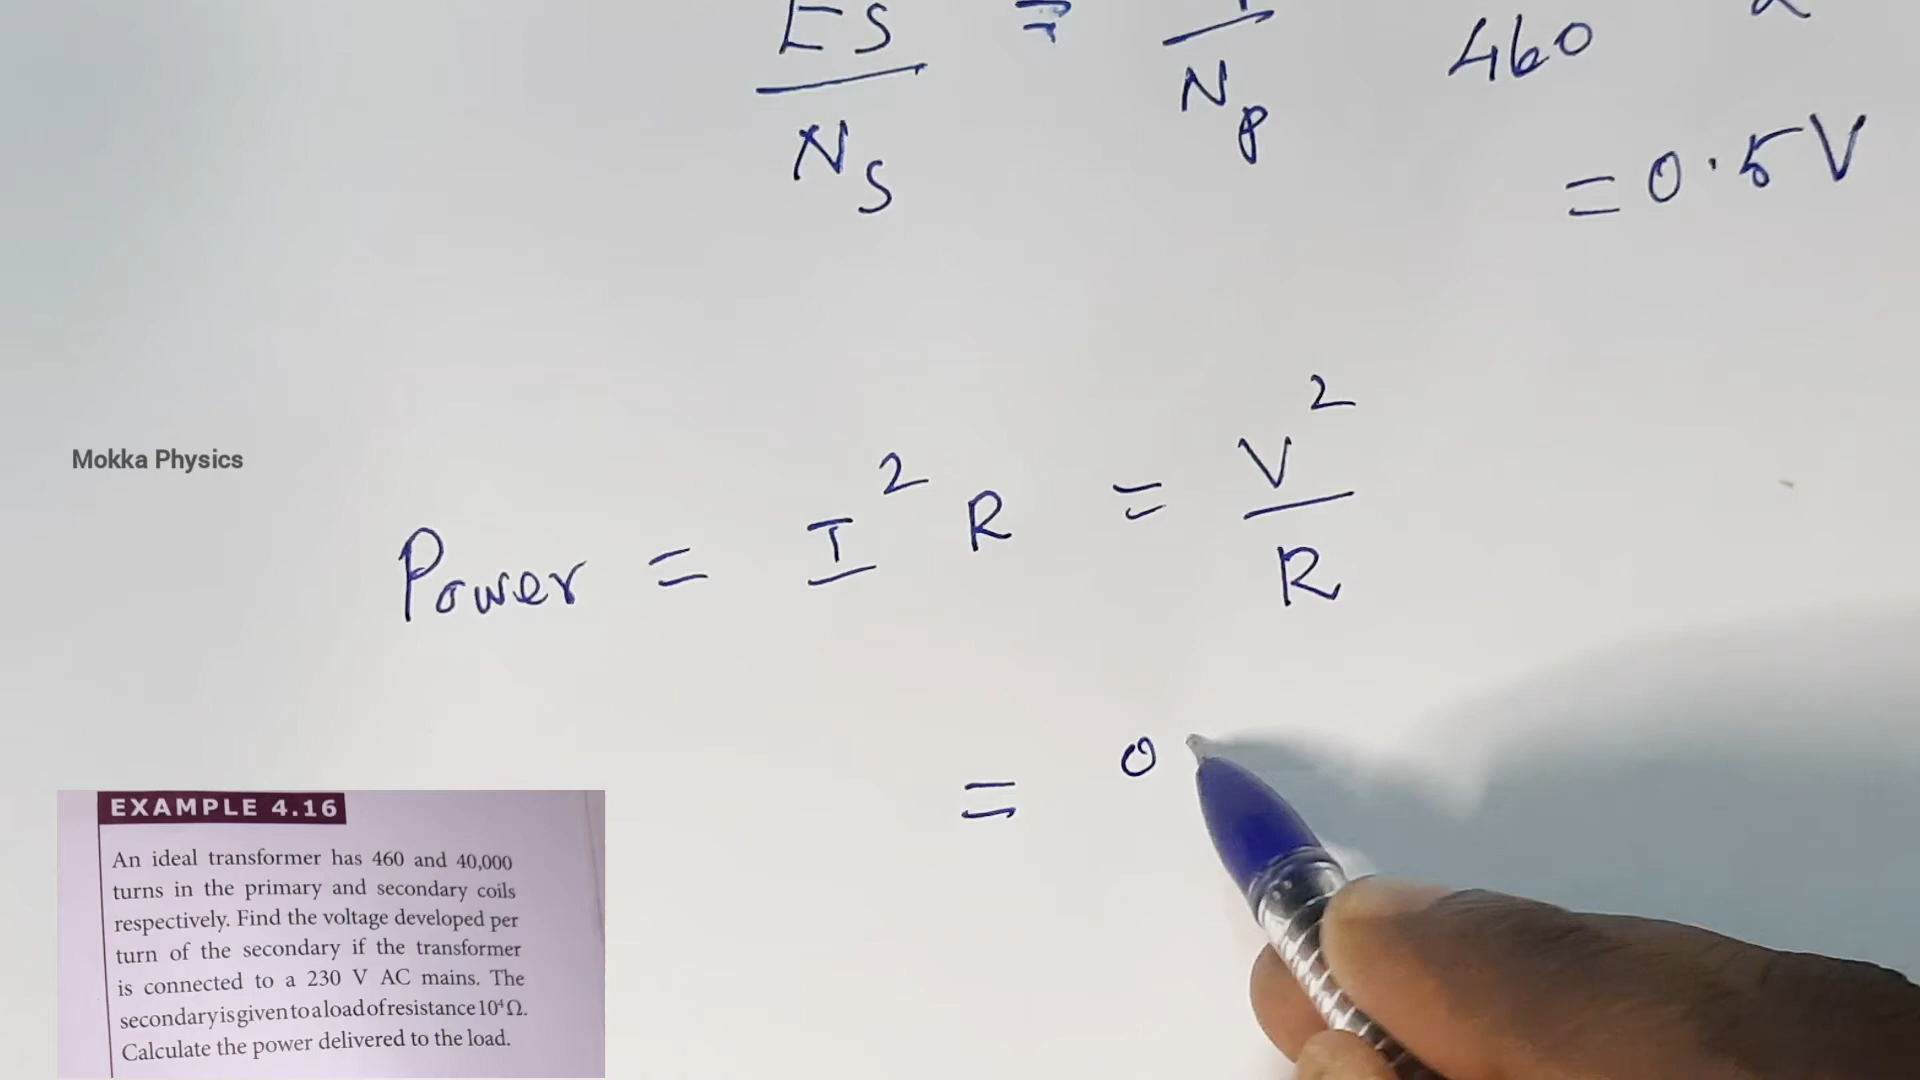 ES = 
NS NP 460
= 0.5V
Mokka Physics
Power = I² R = V²
R
= 0
EXAMPLE 4.16
An ideal transformer has 460 and 40,000
turns in the primary and secondary coils
respectively. Find the voltage developed per
turn of the secondary if the transformer
is connected to a 230 V AC mains. The
secondary is given to a load of resistance 10⁴Ω.
Calculate the power delivered to the load.